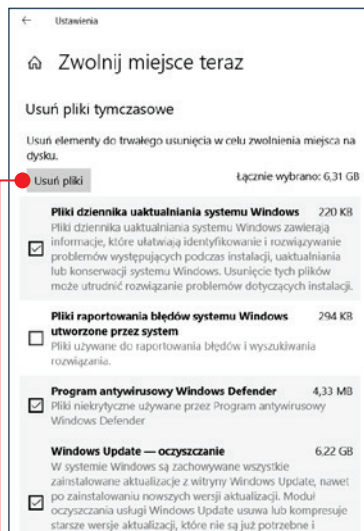 Ustawienia
Zwolnij miejsce teraz
Usuń pliki tymczasowe
Usuń elementy do trwałego usunięcia w celu zwolnienia miejsca na
dysku.
Usuń pliki
Łącznie wybrano: 6,31 GB
Pliki dziennika uaktualniania systemu Windows 220 KB
Pliki dziennika uaktualniania systemu Windows zawierają
informacje, które ułatwiają identyfikowanie i rozwiązywanie
problemów występujących podczas instalacji, uaktualniania
lub konserwacji systemu Windows. Usunięcie tych plików
może utrudnić rozwiązanie problemów dotyczących instalacji.
Pliki raportowania błędów systemu Windows 294 KB
utworzone przez system
Pliki używane do raportowania błędów i wyszukiwania
rozwiązania.
Program antywirusowy Windows Defender 4,33 MB
Pliki niekrytyczne używane przez Program antywirusowy
Windows Defender
Windows Update — oczyszczanie 6,22 GB
W systemie Windows są zachowywane wszystkie
zainstalowane aktualizacje z witryny Windows Update, nawet
po zainstalowaniu nowszych wersji aktualizacji. Moduł
oczyszczania usługi Windows Update usuwa lub kompresuje
starsze wersje aktualizacji, które nie są już potrzebne i